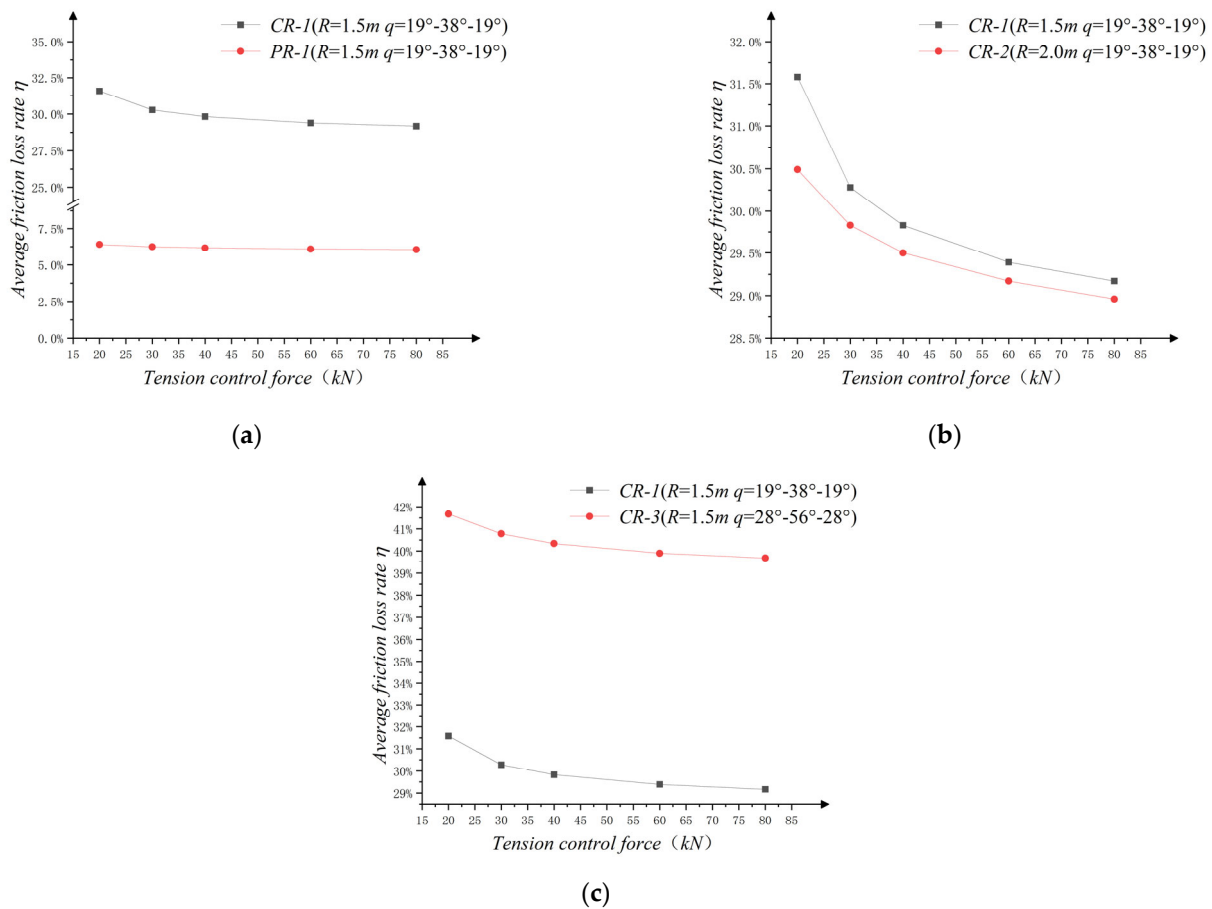 CR-1(R=1.5m q=19°-38°-19°)
PR-1(R=1.5m q=19°-38°-19°)
Average friction loss rate η
35.0%
32.5%
30.0%
27.5%
25.0%
7.5%
5.0%
2.5%
0.0%
15 20 25 30 35 40 45 50 55 60 65 70 75 80 85
Tension control force（kN）
(a)
CR-1(R=1.5m q=19°-38°-19°)
CR-2(R=2.0m q=19°-38°-19°)
Average friction loss rate η
32.0%
31.5%
31.0%
30.5%
30.0%
29.5%
29.0%
28.5%
15 20 25 30 35 40 45 50 55 60 65 70 75 80 85
Tension control force（kN）
(b)
CR-1(R=1.5m q=19°-38°-19°)
CR-3(R=1.5m q=28°-56°-28°)
Average friction loss rate η
42%
41%
40%
39%
38%
37%
36%
35%
34%
33%
32%
31%
30%
29%
15 20 25 30 35 40 45 50 55 60 65 70 75 80 85
Tension control force（kN）
(c)